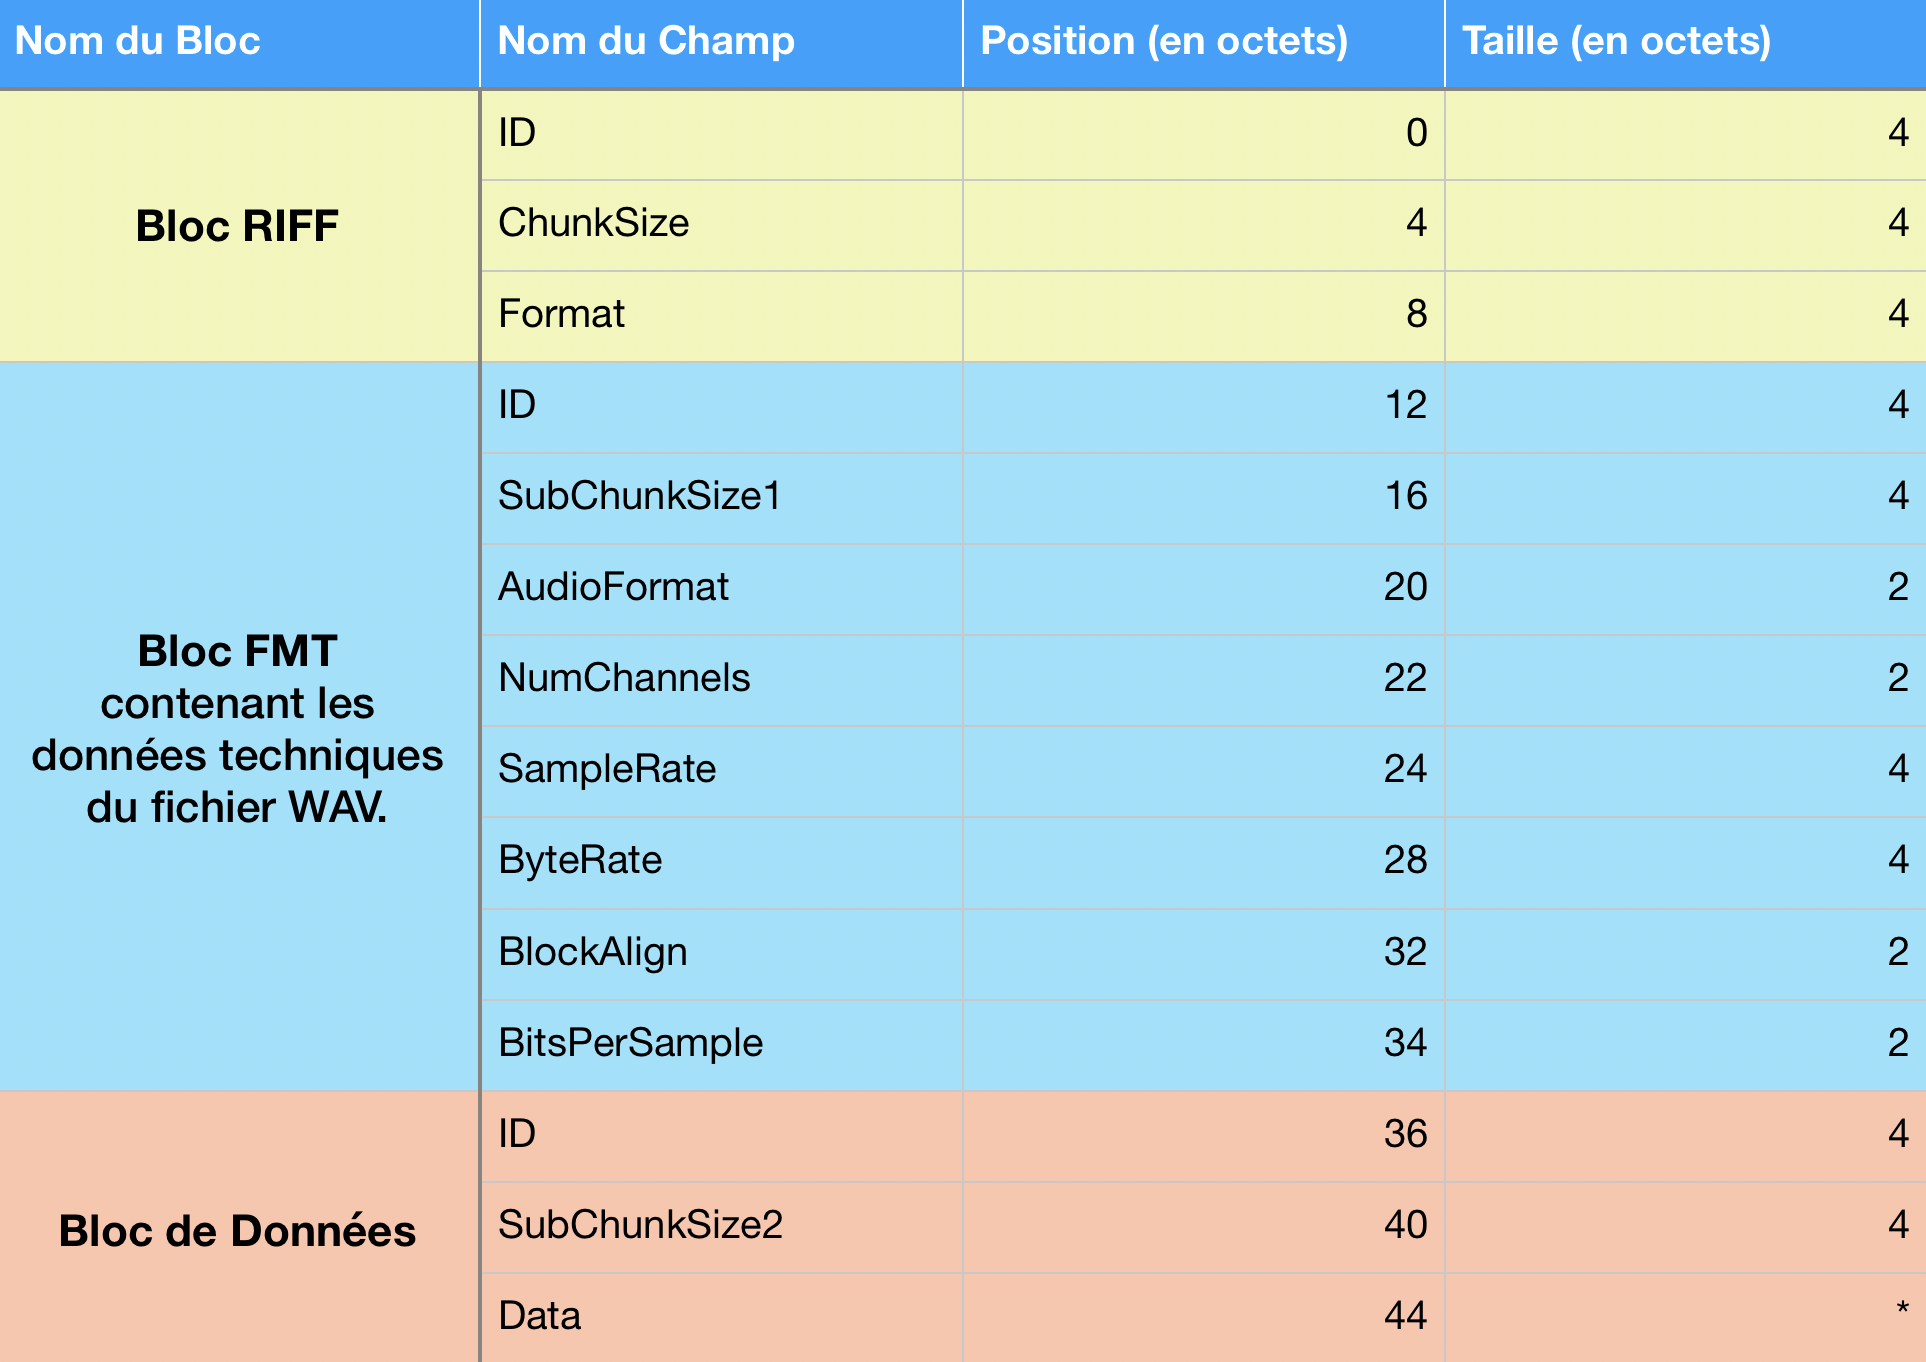 Nom du Bloc Nom du Champ Position (en octets) Taille (en octets)
Bloc RIFF
ID 0 4
ChunkSize 4 4
Format 8 4
Bloc FMT
contenant les
données techniques
du fichier WAV.
ID 12 4
SubChunkSize1 16 4
AudioFormat 20 2
NumChannels 22 2
SampleRate 24 4
ByteRate 28 4
BlockAlign 32 2
BitsPerSample 34 2
Bloc de Données
ID 36 4
SubChunkSize2 40 4
Data 44 *